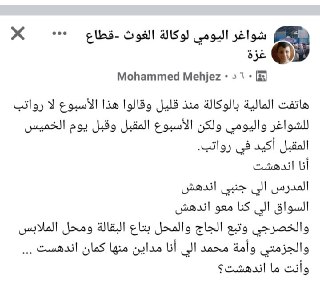 شواغر اليومي لوكالة الغوث -قطاع
غزة
Mohammed Mehjez · ٦ د ·
هاتفت المالية بالوكالة منذ قليل وقالوا هذا الأسبوع لا رواتب
للشواغر واليومي ولكن الأسبوع المقبل وقبل يوم الخميس
المقبل أكيد في رواتب.
أنا اندهشت
المدرس الي جنبي اندهش
السواق الي كنا معو اندهش
والخضرجي وتبع الجاج والمحل بتاع البقالة ومحل الملابس
والجزمتي وأمة محمد الي أنا مداين منها كمان اندهست ...
وأنت ما اندهشت؟